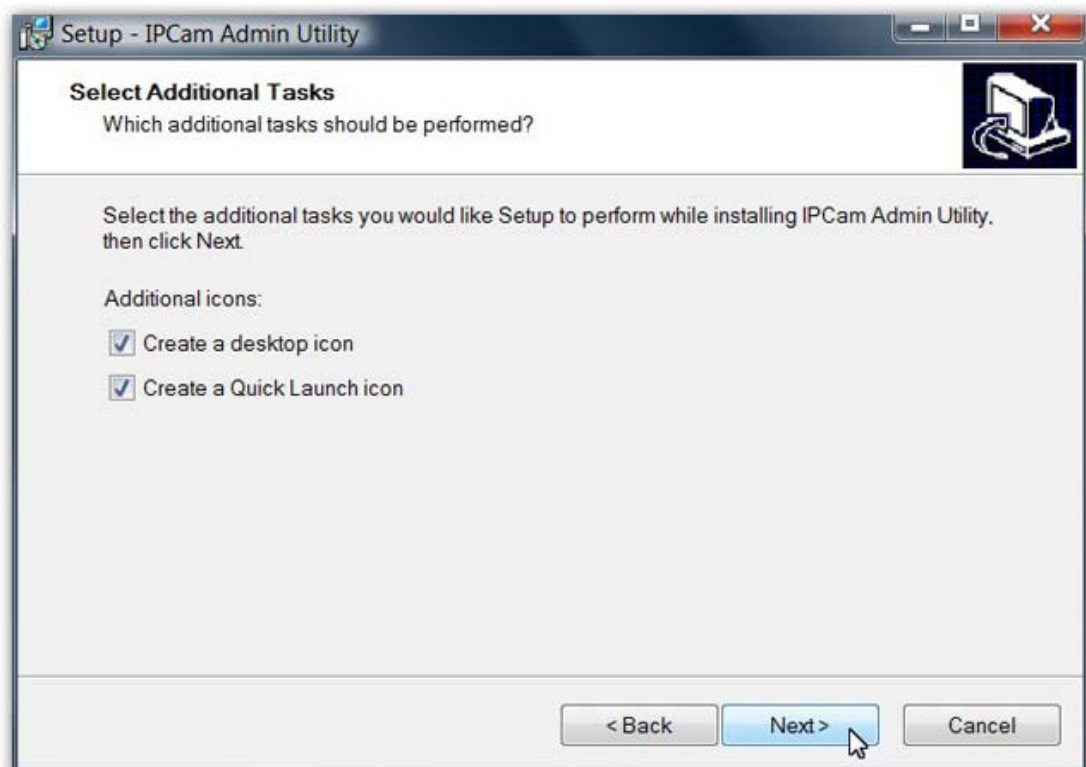 Setup - IPCam Admin Utility
Select Additional Tasks
Which additional tasks should be performed?
Select the additional tasks you would like Setup to perform while installing IPCam Admin Utility,
then click Next.
Additional icons:
Create a desktop icon
Create a Quick Launch icon
< Back
Next >
Cancel